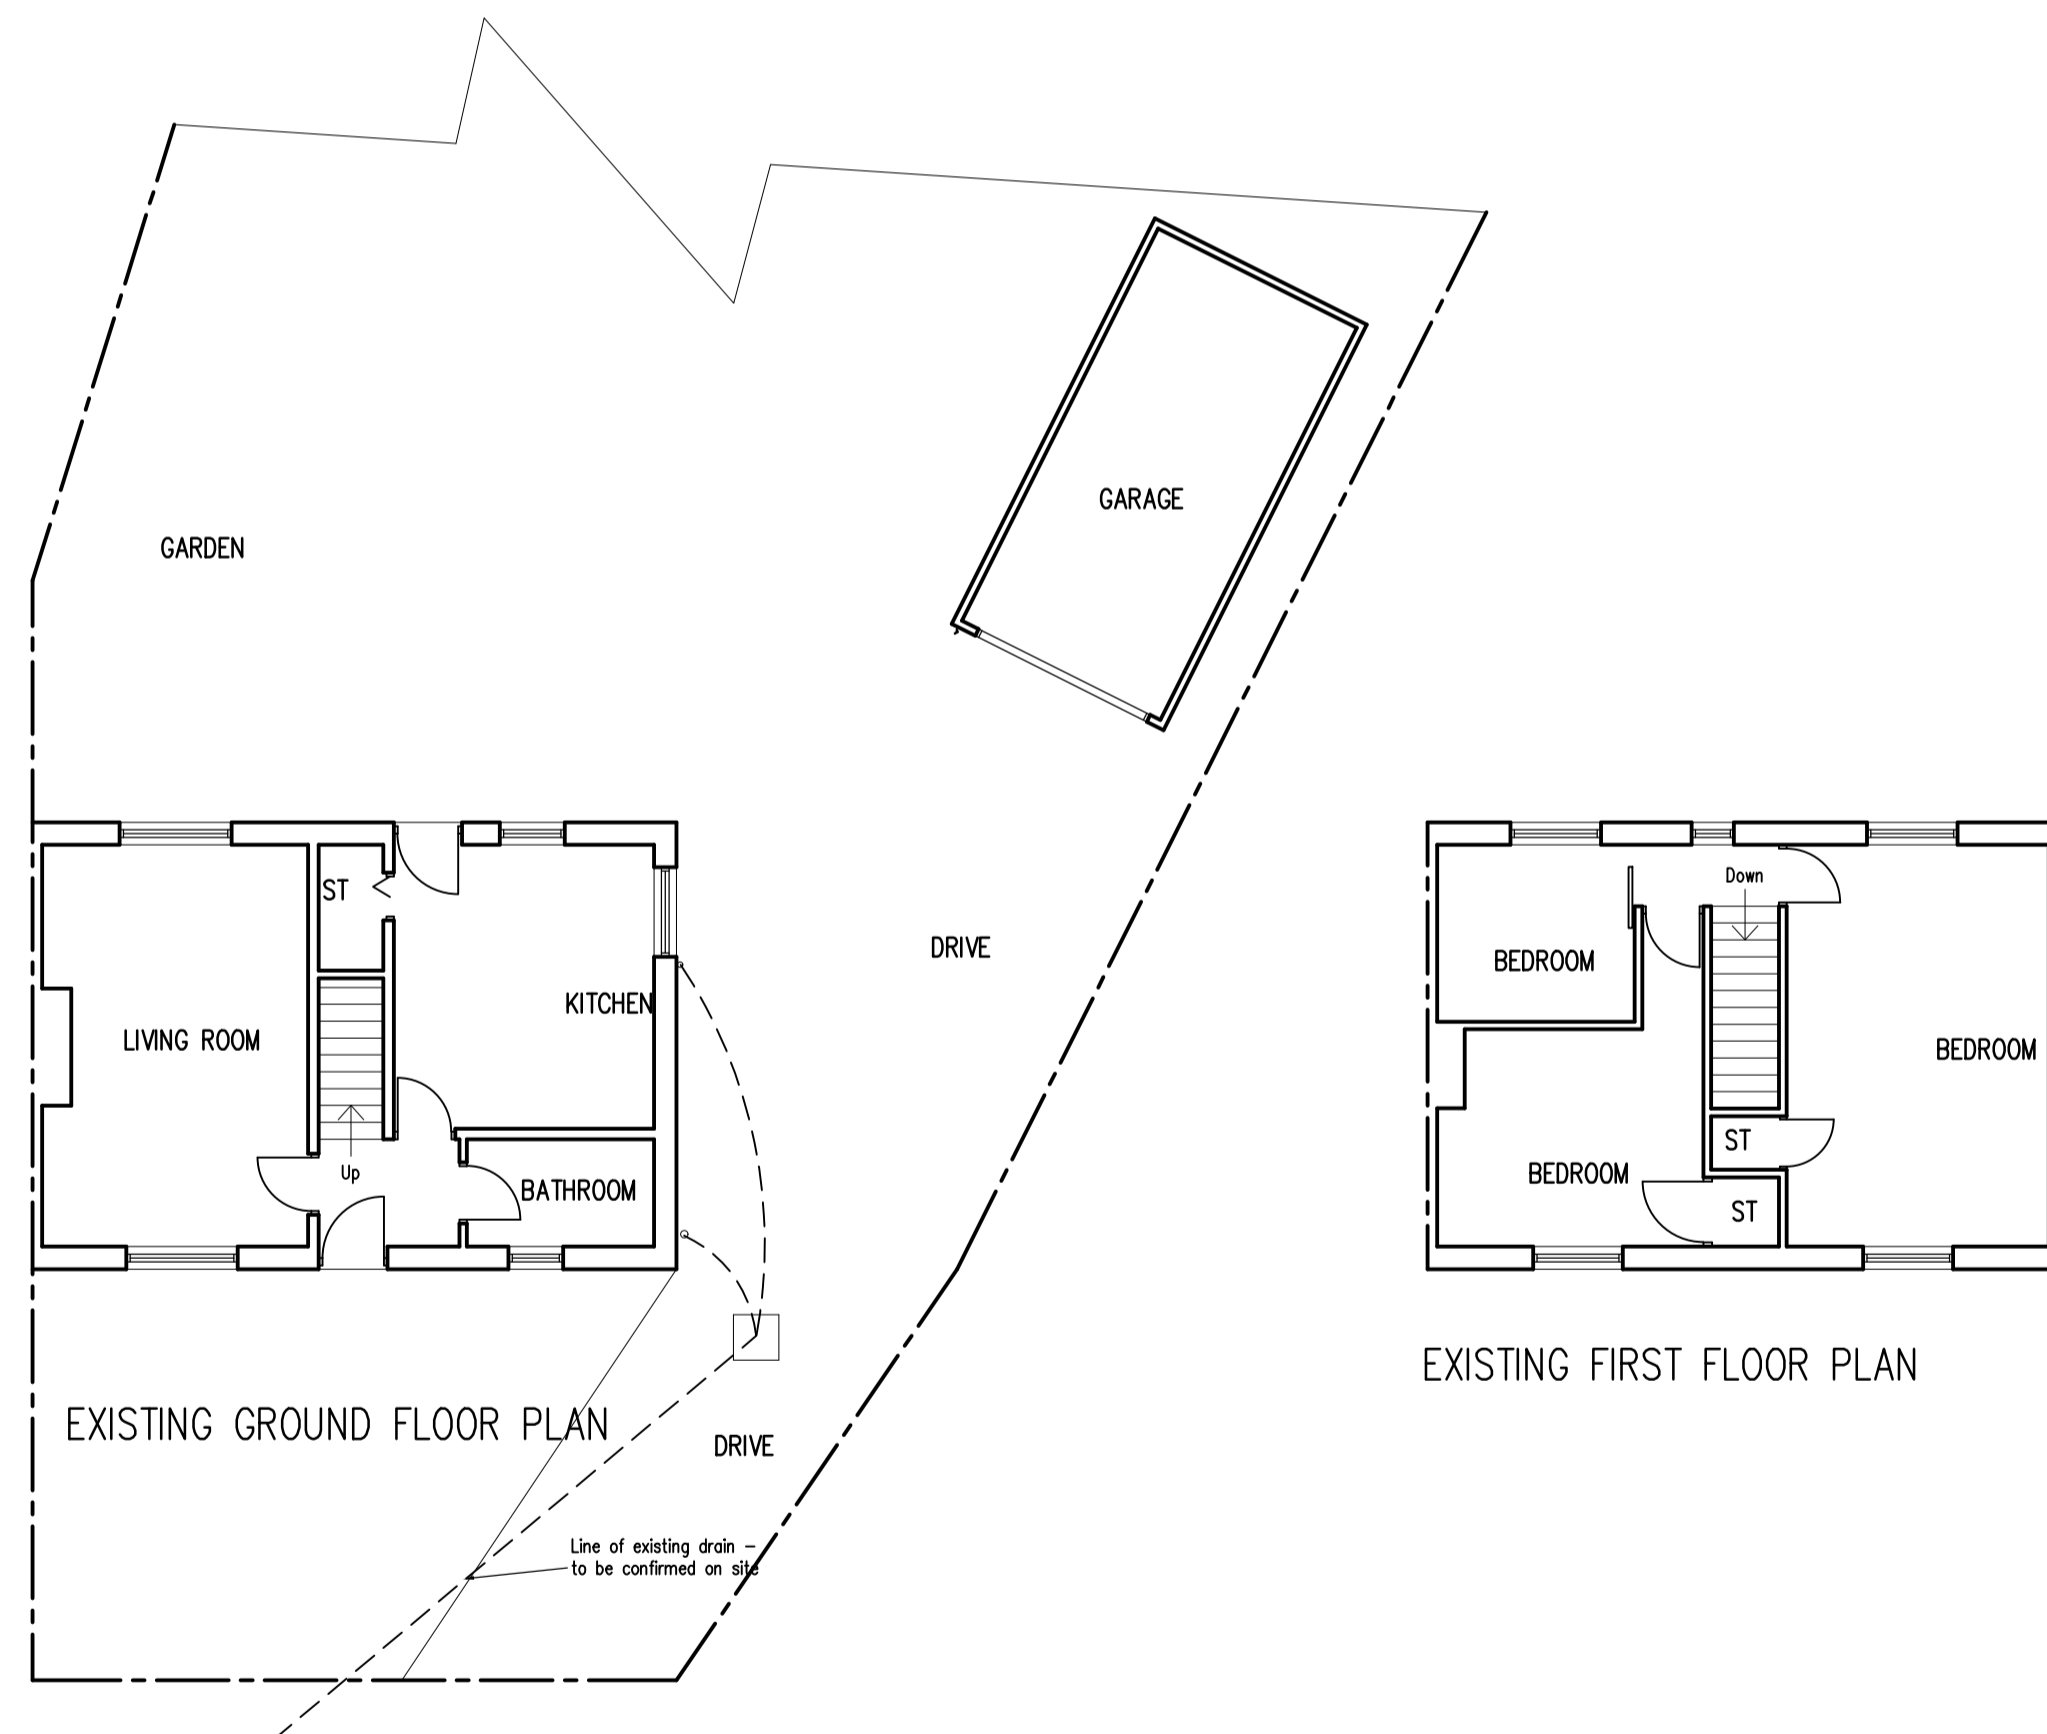 GARAGE
GARDEN
ST
DRIVE
KITCHEN
LIVING ROOM
Up
BATHROOM
EXISTING GROUND FLOOR PLAN
DRIVE
Line of existing drain –
to be confirmed on site
Down
BEDROOM
BEDROOM
ST
BEDROOM
ST
EXISTING FIRST FLOOR PLAN